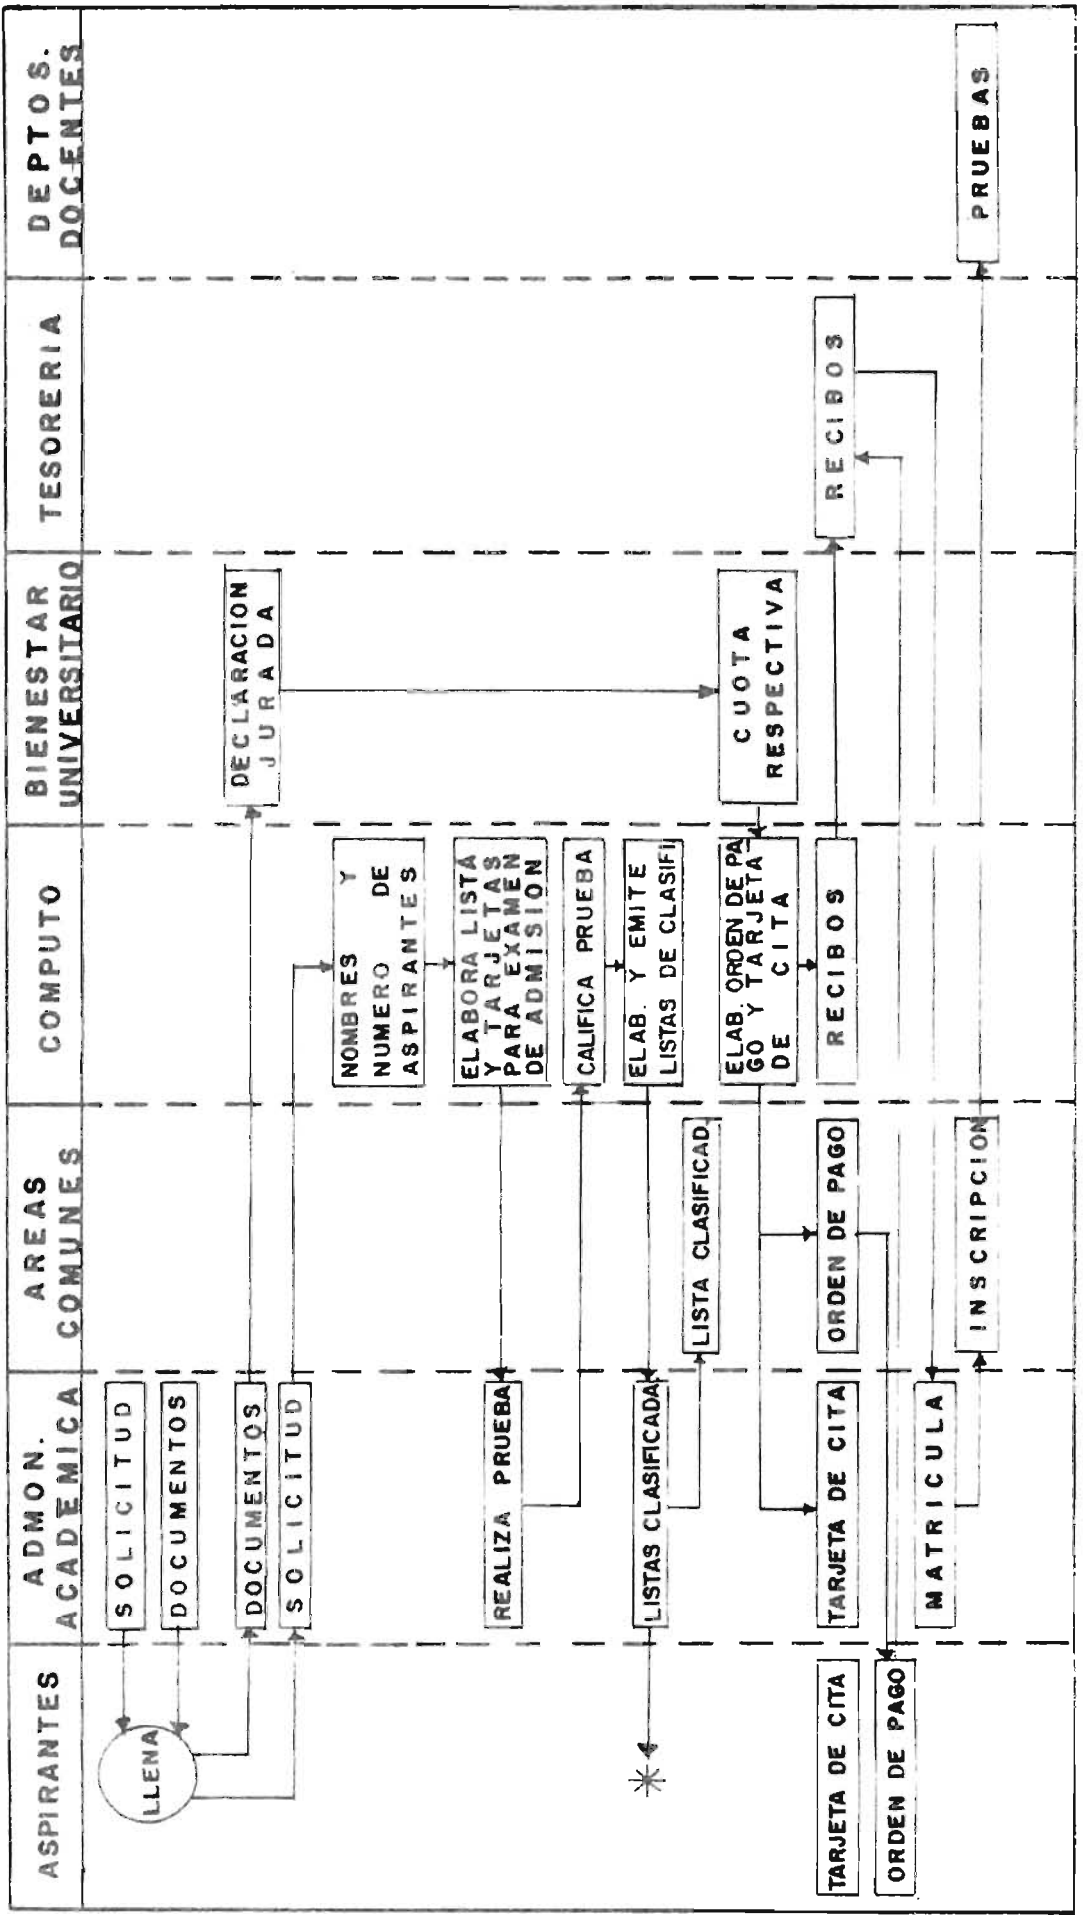 ASPIRANTES
ADMON.
ACADEMICA
AREAS
COMUNES
COMPUTO
BIENESTAR
UNIVERSITARIO
TESORERIA
DEPTOS.
DOCENTES
LLENA
SOLICITUD
DOCUMENTOS
DOCUMENTOS
SOLICITUD
DECLARACION
JURADA
NOMBRES Y
NUMERO DE
ASPIRANTES
ELABORA LISTA
Y TARJETAS
PARA EXAMEN
DE ADMISION
REALIZA PRUEBA
CALIFICA PRUEBA
ELAB. Y EMITE
LISTAS DE CLASIFI
LISTAS CLASIFICADA
LISTA CLASIFICAD
CUOTA
RESPECTIVA
ELAB. ORDEN DE PA
GO Y TARJETA
DE CITA
TARJETA DE CITA
TARJETA DE CITA
ORDEN DE PAGO
RECIBOS
RECIBOS
ORDEN DE PAGO
MATRICULA
INSCRIPCION
PRUEBAS